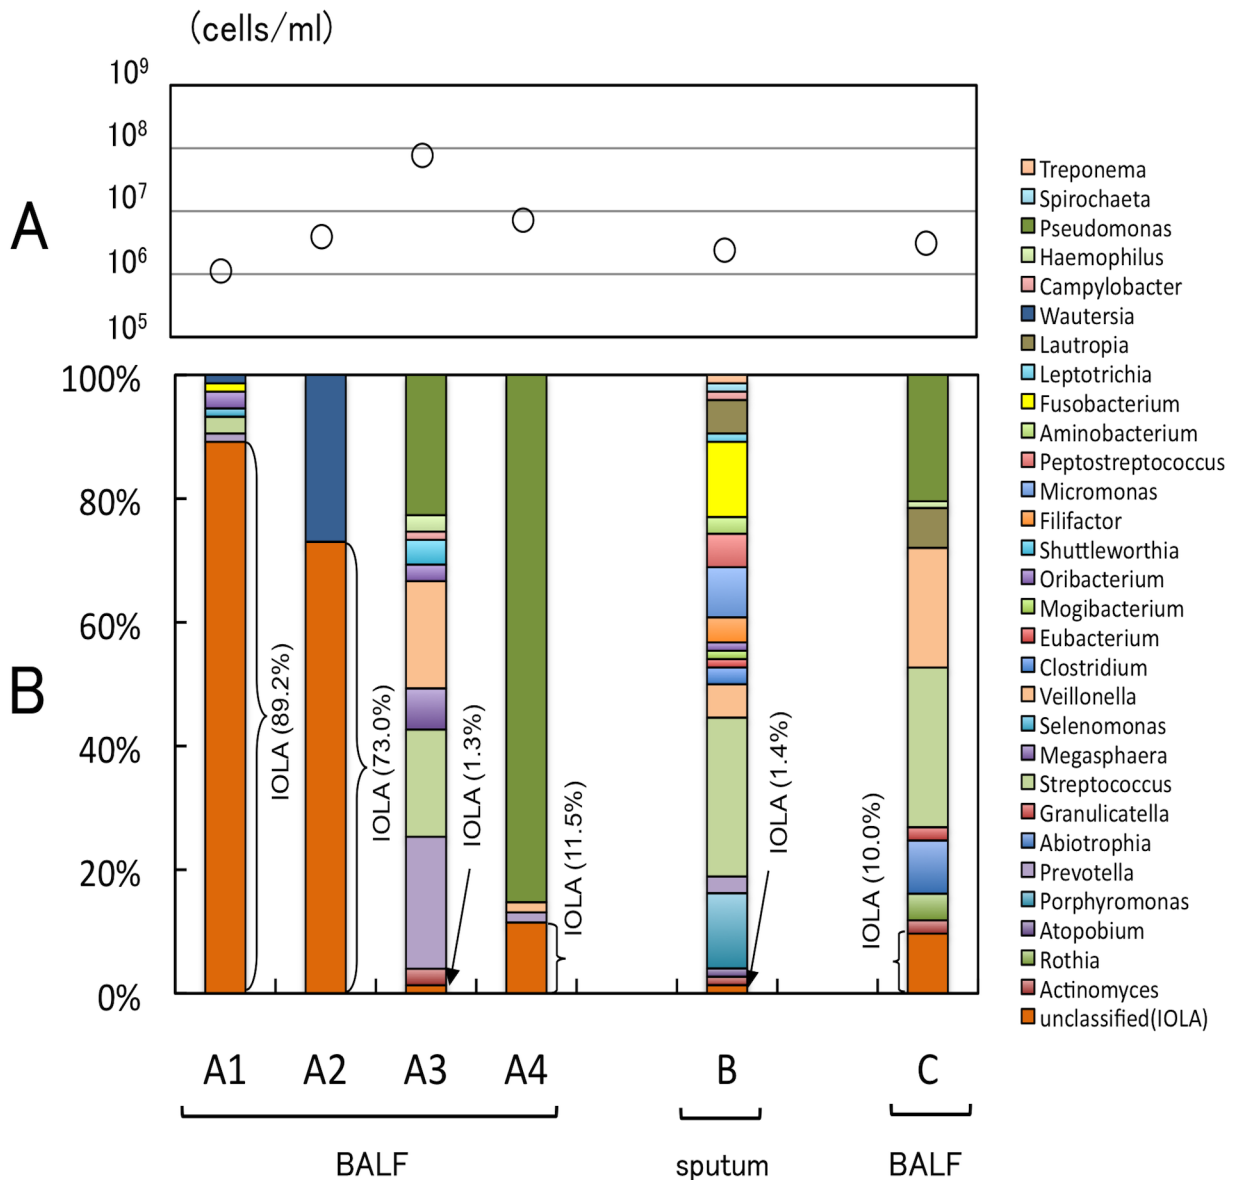 (cells/ml)
10⁹
10⁸
10⁷
10⁶
10⁵
A
100%
80%
60%
40%
20%
0%
B
IOLA (89.2%)
IOLA (73.0%)
IOLA (1.3%)
IOLA (11.5%)
IOLA (1.4%)
IOLA (10.0%)
A1 A2 A3 A4 B C
BALF sputum BALF
Treponema
Spirochaeta
Pseudomonas
Haemophilus
Campylobacter
Wautersia
Lautropia
Leptotrichia
Fusobacterium
Aminobacterium
Peptostreptococcus
Micromonas
Filifactor
Shuttleworthia
Oribacterium
Mogibacterium
Eubacterium
Clostridium
Veillonella
Selenomonas
Megasphaera
Streptococcus
Granulicatella
Abiotrophia
Prevotella
Porphyromonas
Atopobium
Rothia
Actinomyces
unclassified(IOLA)